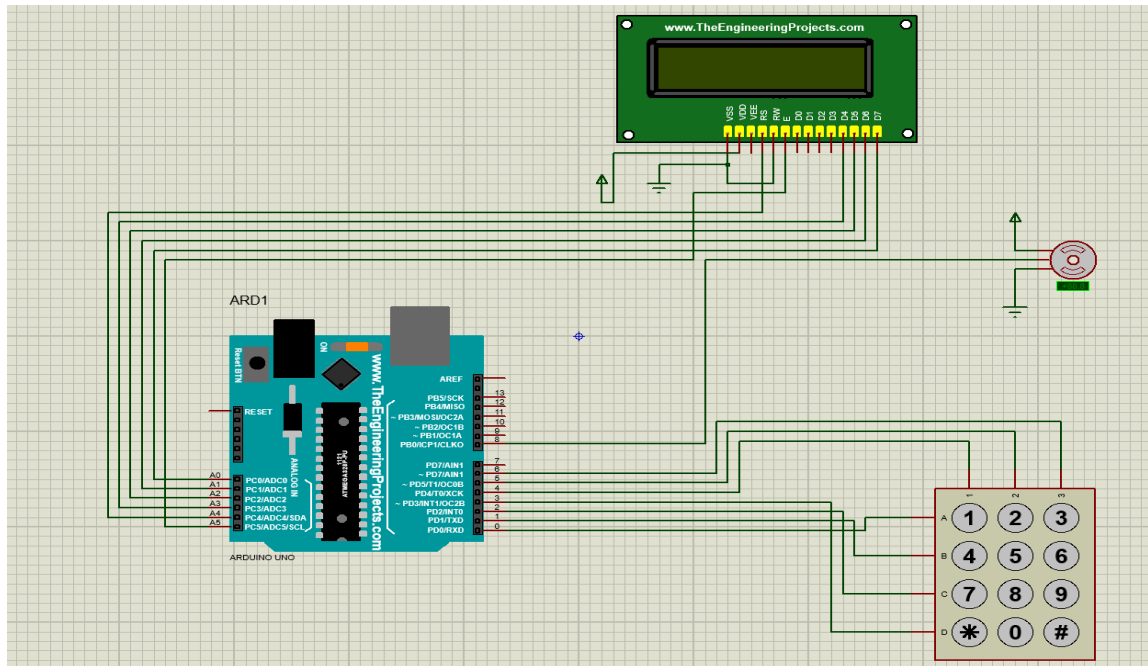 www.TheEngineeringProjects.com
VSS
VDD
VEE
RS
RW
E
D0
D1
D2
D3
D4
D5
D6
D7
ARD1
Reset BTN
ON
www.TheEngineeringProjects.com
RESET
ANALOG IN
1121
ATMEGA328P-PU
AREF
PB5/SCK 13
PB4/MISO 12
~ PB3/MOSI/OC2A 11
~ PB2/OC1B 10
~ PB1/OC1A 9
PB0/ICP1/CLKO 8
PD7/AIN1 7
~ PD7/AIN1 6
~ PD5/T1/OC0B 5
PD4/T0/XCK 4
~ PD3/INT1/OC2B 3
PD2/INT0 2
PD1/TXD 1
PD0/RXD 0
A0 PC0/ADC0
A1 PC1/ADC1
A2 PC2/ADC2
A3 PC3/ADC3
A4 PC4/ADC4/SDA
A5 PC5/ADC5/SCL
ARDUINO UNO
1 2 3
A 1 2 3
B 4 5 6
C 7 8 9
D * 0 #